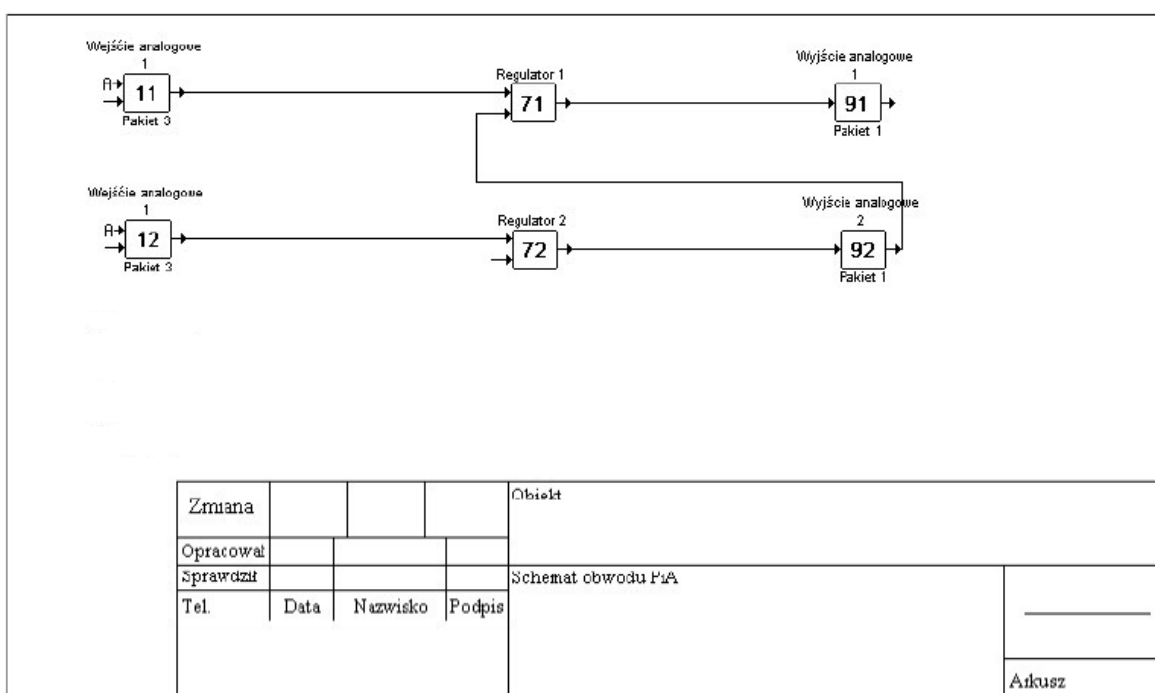 Wejśćie analogowe
1
A
11
Pakiet 3
Regulator 1
71
Wyjście analogowe
1
91
Pakiet 1
Wejśćie analogowe
1
A
12
Pakiet 3
Regulator 2
72
Wyjście analogowe
2
92
Pakiet 1
Zmiana
Obiekt
Opracował
Sprawdził
Schemat obwodu PiA
Tel.
Data
Nazwisko
Podpis
Arkusz